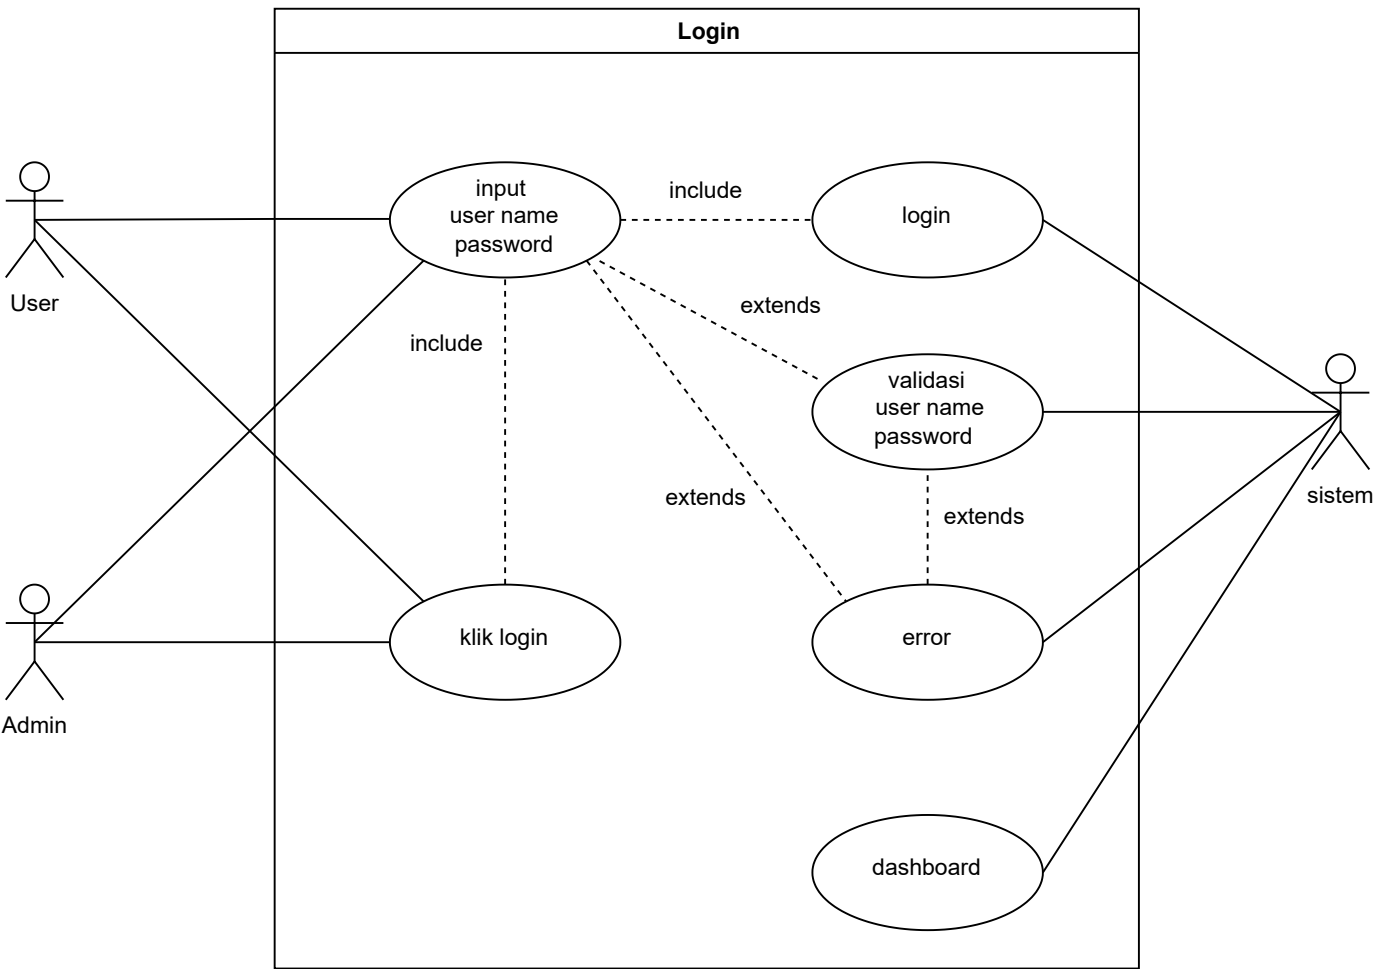 Login
input
user name
password
include
login
User
extends
include
validasi
user name
password
extends
extends
sistem
klik login
error
Admin
dashboard